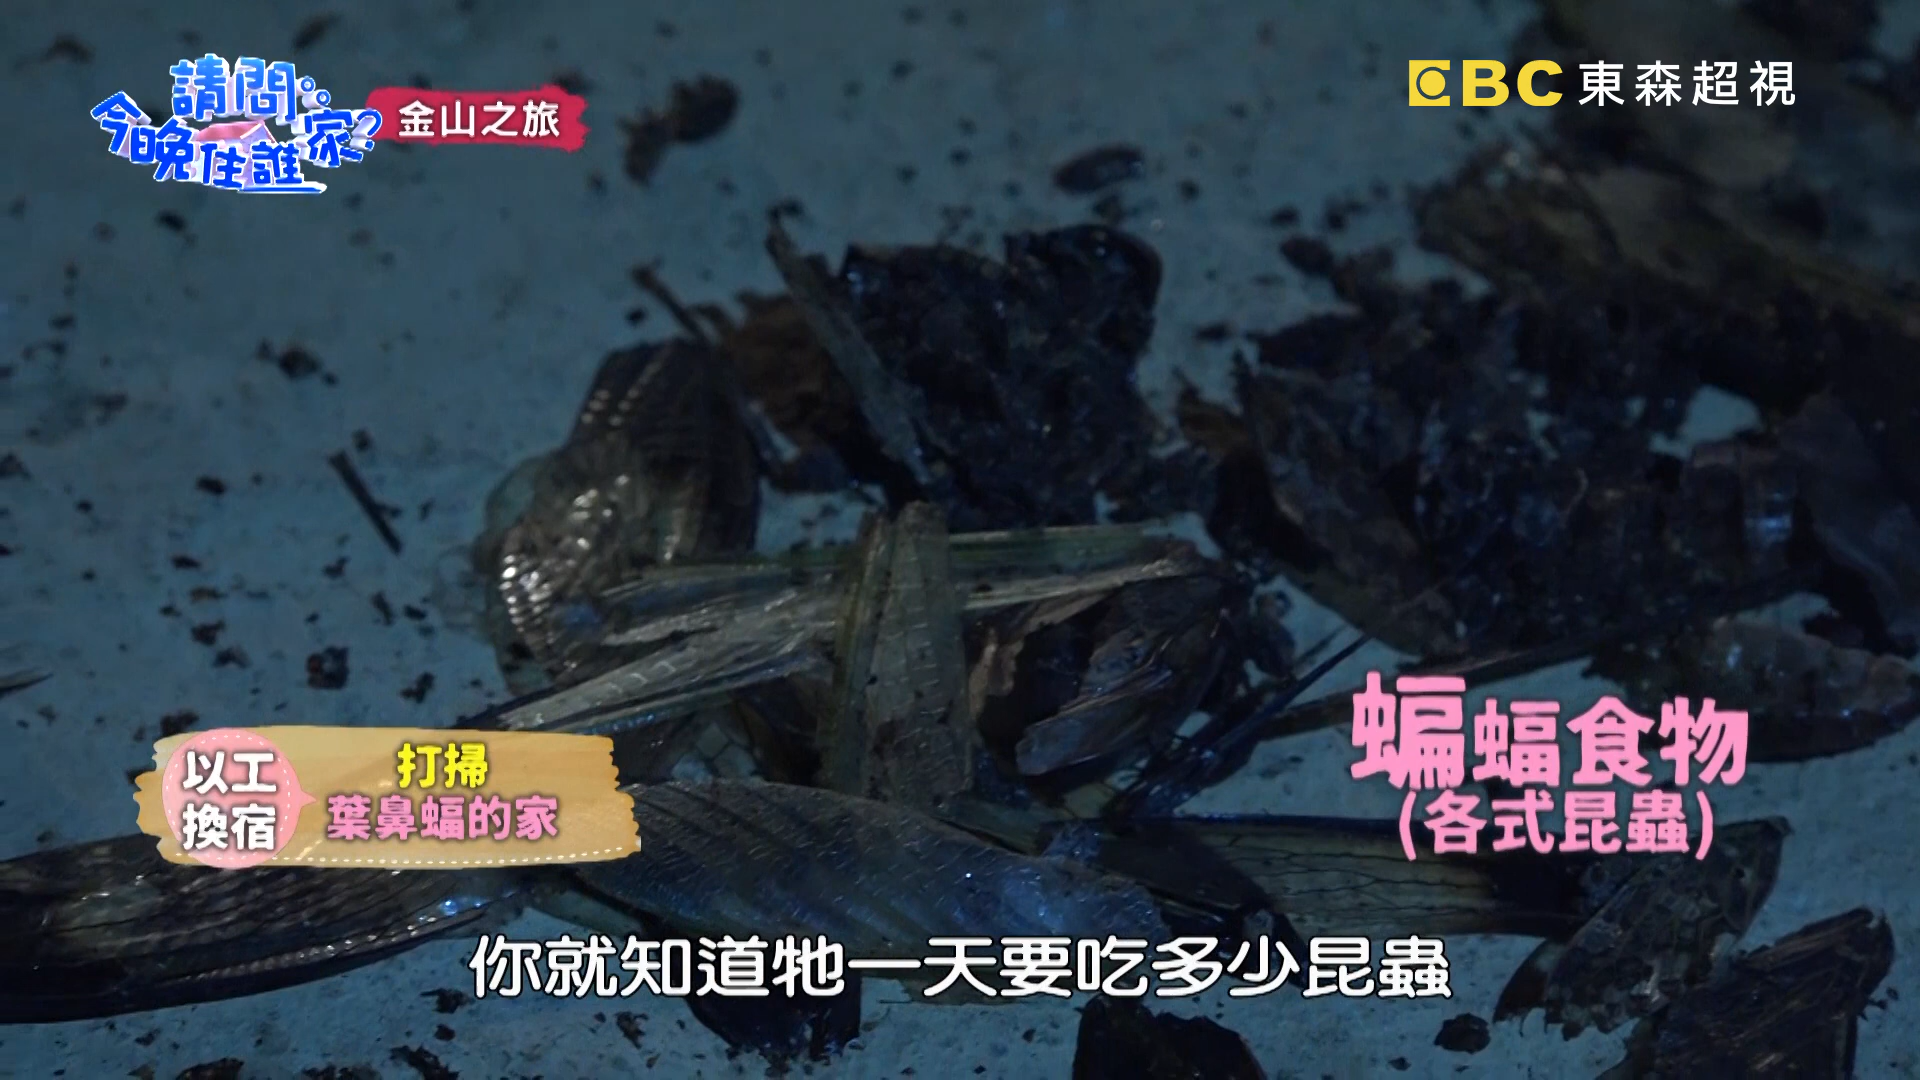 請問
今晚住誰家?
金山之旅
EBC 東森超視
以工
換宿
打掃
葉鼻蝠的家
蝙蝠食物
(各式昆蟲)
你就知道牠一天要吃多少昆蟲